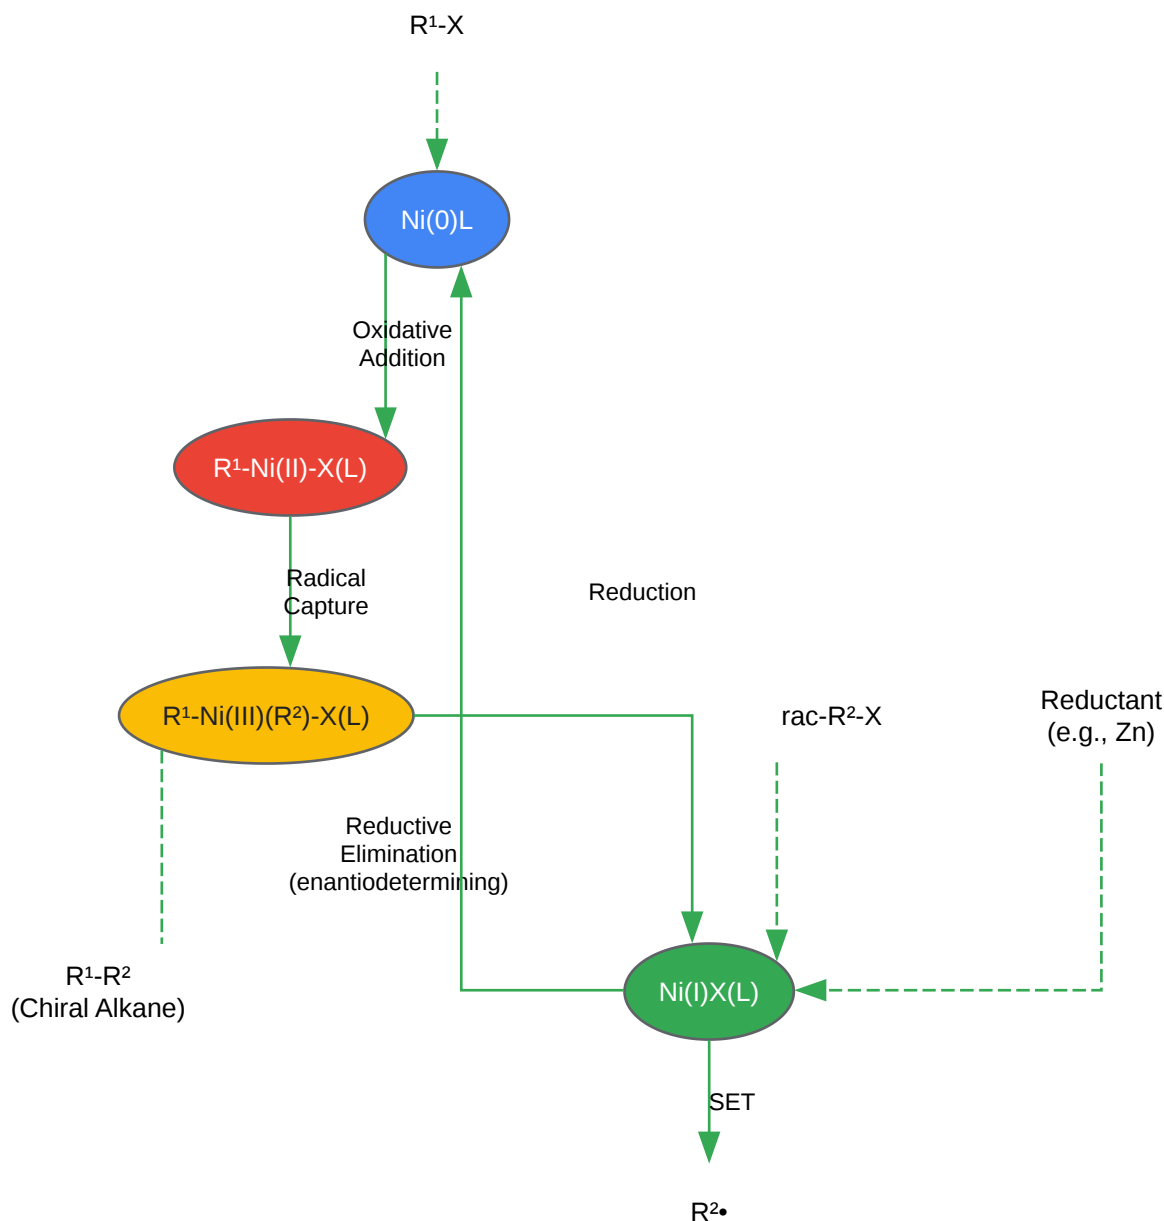 R¹-X
Ni(0)L
Oxidative
Addition
R¹-Ni(II)-X(L)
Radical
Capture
Reduction
R¹-Ni(III)(R²)-X(L)
rac-R²-X
Reductant
(e.g., Zn)
Reductive
Elimination
(enantiodetermining)
R¹-R²
(Chiral Alkane)
Ni(I)X(L)
SET
R²•